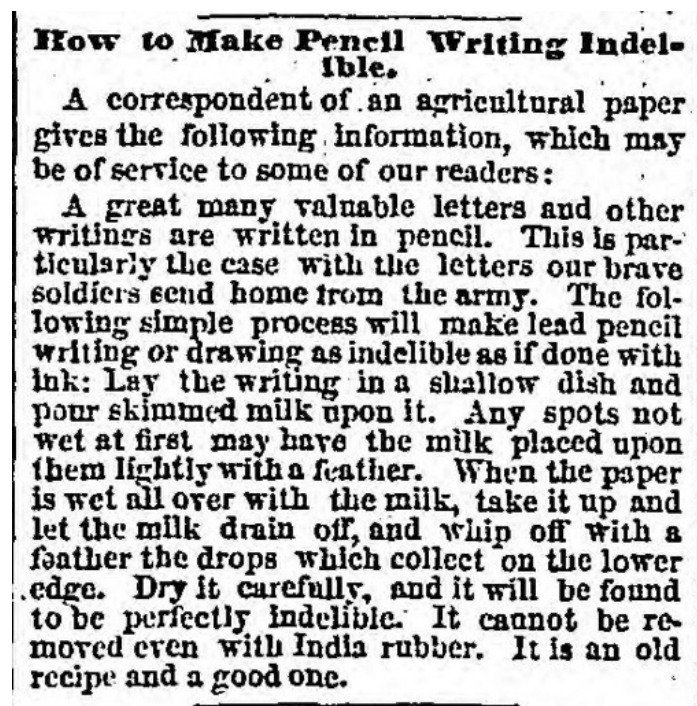 How to Make Pencil Writing Indel-
ible.
A correspondent of an agricultural paper
gives the following information, which may
be of service to some of our readers:
A great many valuable letters and other
writings are written in pencil. This is par-
ticularly the case with the letters our brave
soldiers send home from the army. The fol-
lowing simple process will make lead pencil
writing or drawing as indelible as if done with
ink: Lay the writing in a shallow dish and
pour skimmed milk upon it. Any spots not
wet at first may have the milk placed upon
them lightly with a feather. When the paper
is wet all over with the milk, take it up and
let the milk drain off, and whip off with a
feather the drops which collect on the lower
edge. Dry it carefully, and it will be found
to be perfectly indelible. It cannot be re-
moved even with India rubber. It is an old
recipe and a good one.